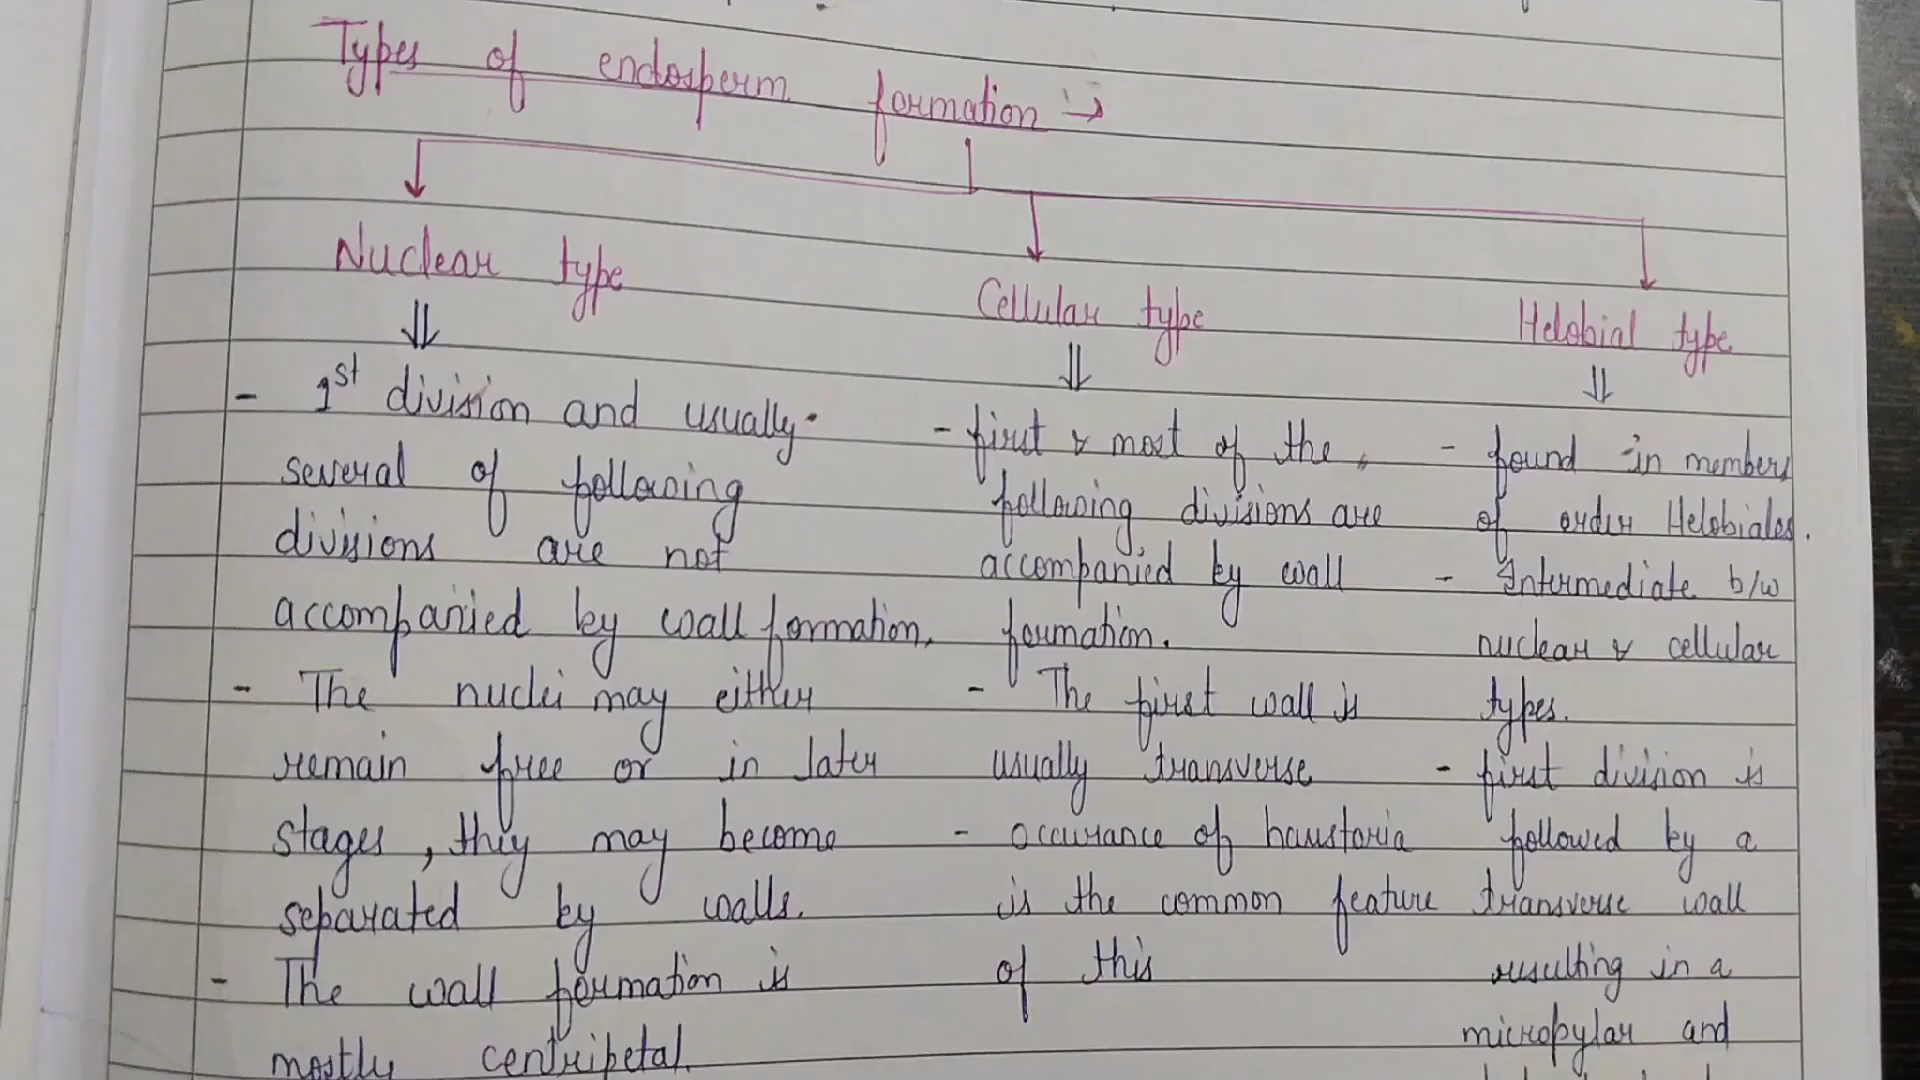 Types of endosperm formation :→
Nuclear type
Cellular type
Helobial type
- 1st division and usually
several of following
divisions are not
accompanied by wall formation.
- The nuclei may either
remain free or in later
stages, they may become
separated by walls.
- The wall formation is
mostly centripetal.
- first & most of the
following divisions are
accompanied by wall
formation.
- The first wall is
usually transverse
- occurance of haustoria
is the common feature
of this
- found in members
of order Helobiales.
- Intermediate b/w
nuclear & cellular
types.
- first division is
followed by a
transverse wall
resulting in a
micropylar and